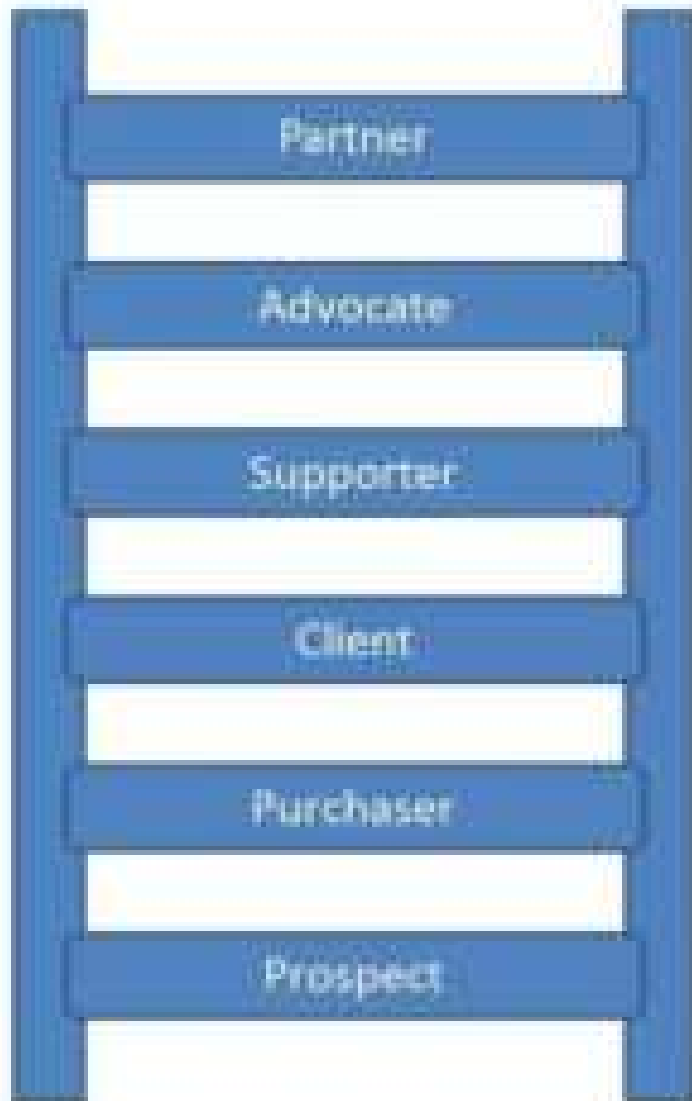 Partner
Advocate
Supporter
Client
Purchaser
Prospect